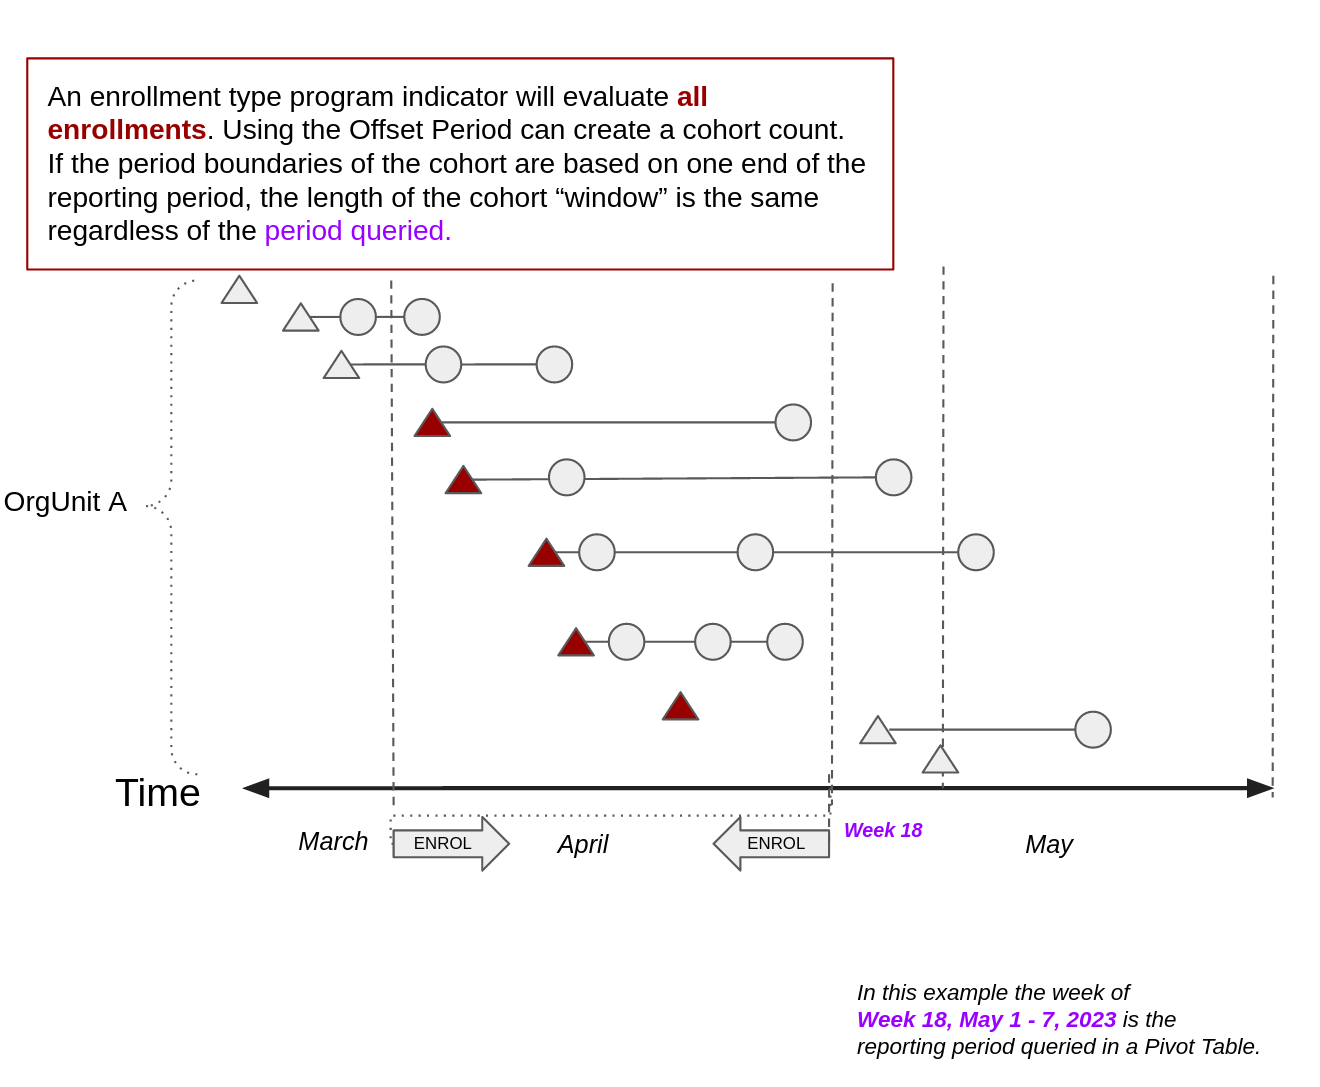 An enrollment type program indicator will evaluate all
enrollments. Using the Offset Period can create a cohort count.
If the period boundaries of the cohort are based on one end of the
reporting period, the length of the cohort “window” is the same
regardless of the period queried.
OrgUnit A
Time
March
ENROL
April
ENROL
Week 18
May
In this example the week of
Week 18, May 1 - 7, 2023 is the
reporting period queried in a Pivot Table.